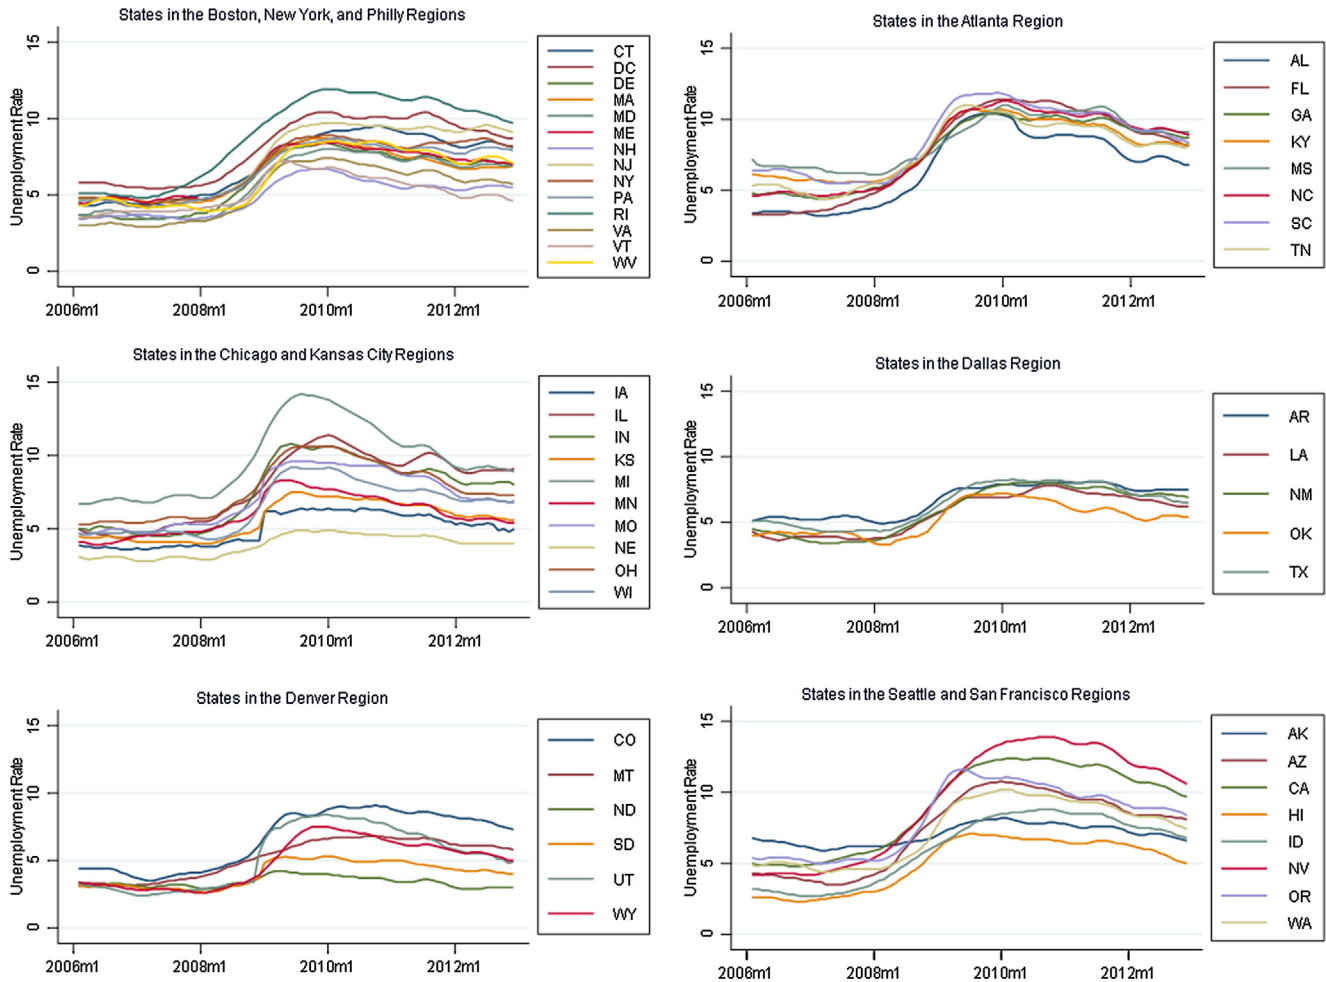 States in the Boston, New York, and Philly Regions
Unemployment Rate
15
10
5
0
2006m1 2008m1 2010m1 2012m1
CT
DC
DE
MA
MD
ME
NH
NJ
NY
PA
RI
VA
VT
WV
States in the Atlanta Region
Unemployment Rate
15
10
5
0
2006m1 2008m1 2010m1 2012m1
AL
FL
GA
KY
MS
NC
SC
TN
States in the Chicago and Kansas City Regions
Unemployment Rate
15
10
5
0
2006m1 2008m1 2010m1 2012m1
IA
IL
IN
KS
MI
MN
MO
NE
OH
WI
States in the Dallas Region
Unemployment Rate
15
10
5
0
2006m1 2008m1 2010m1 2012m1
AR
LA
NM
OK
TX
States in the Denver Region
Unemployment Rate
15
10
5
0
2006m1 2008m1 2010m1 2012m1
CO
MT
ND
SD
UT
WY
States in the Seattle and San Francisco Regions
Unemployment Rate
15
10
5
0
2006m1 2008m1 2010m1 2012m1
AK
AZ
CA
HI
ID
NV
OR
WA